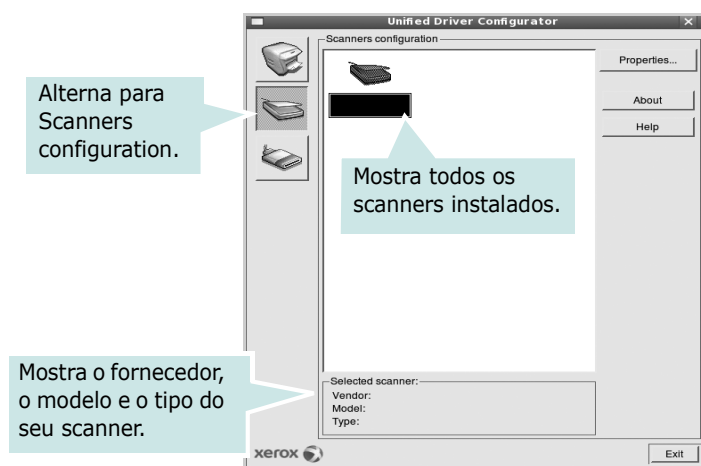 Unified Driver Configurator
Scanners configuration
Properties...
About
Help
Alterna para
Scanners
configuration.
Mostra todos os
scanners instalados.
Mostra o fornecedor,
o modelo e o tipo do
seu scanner.
Selected scanner:
Vendor:
Model:
Type:
xerox
Exit